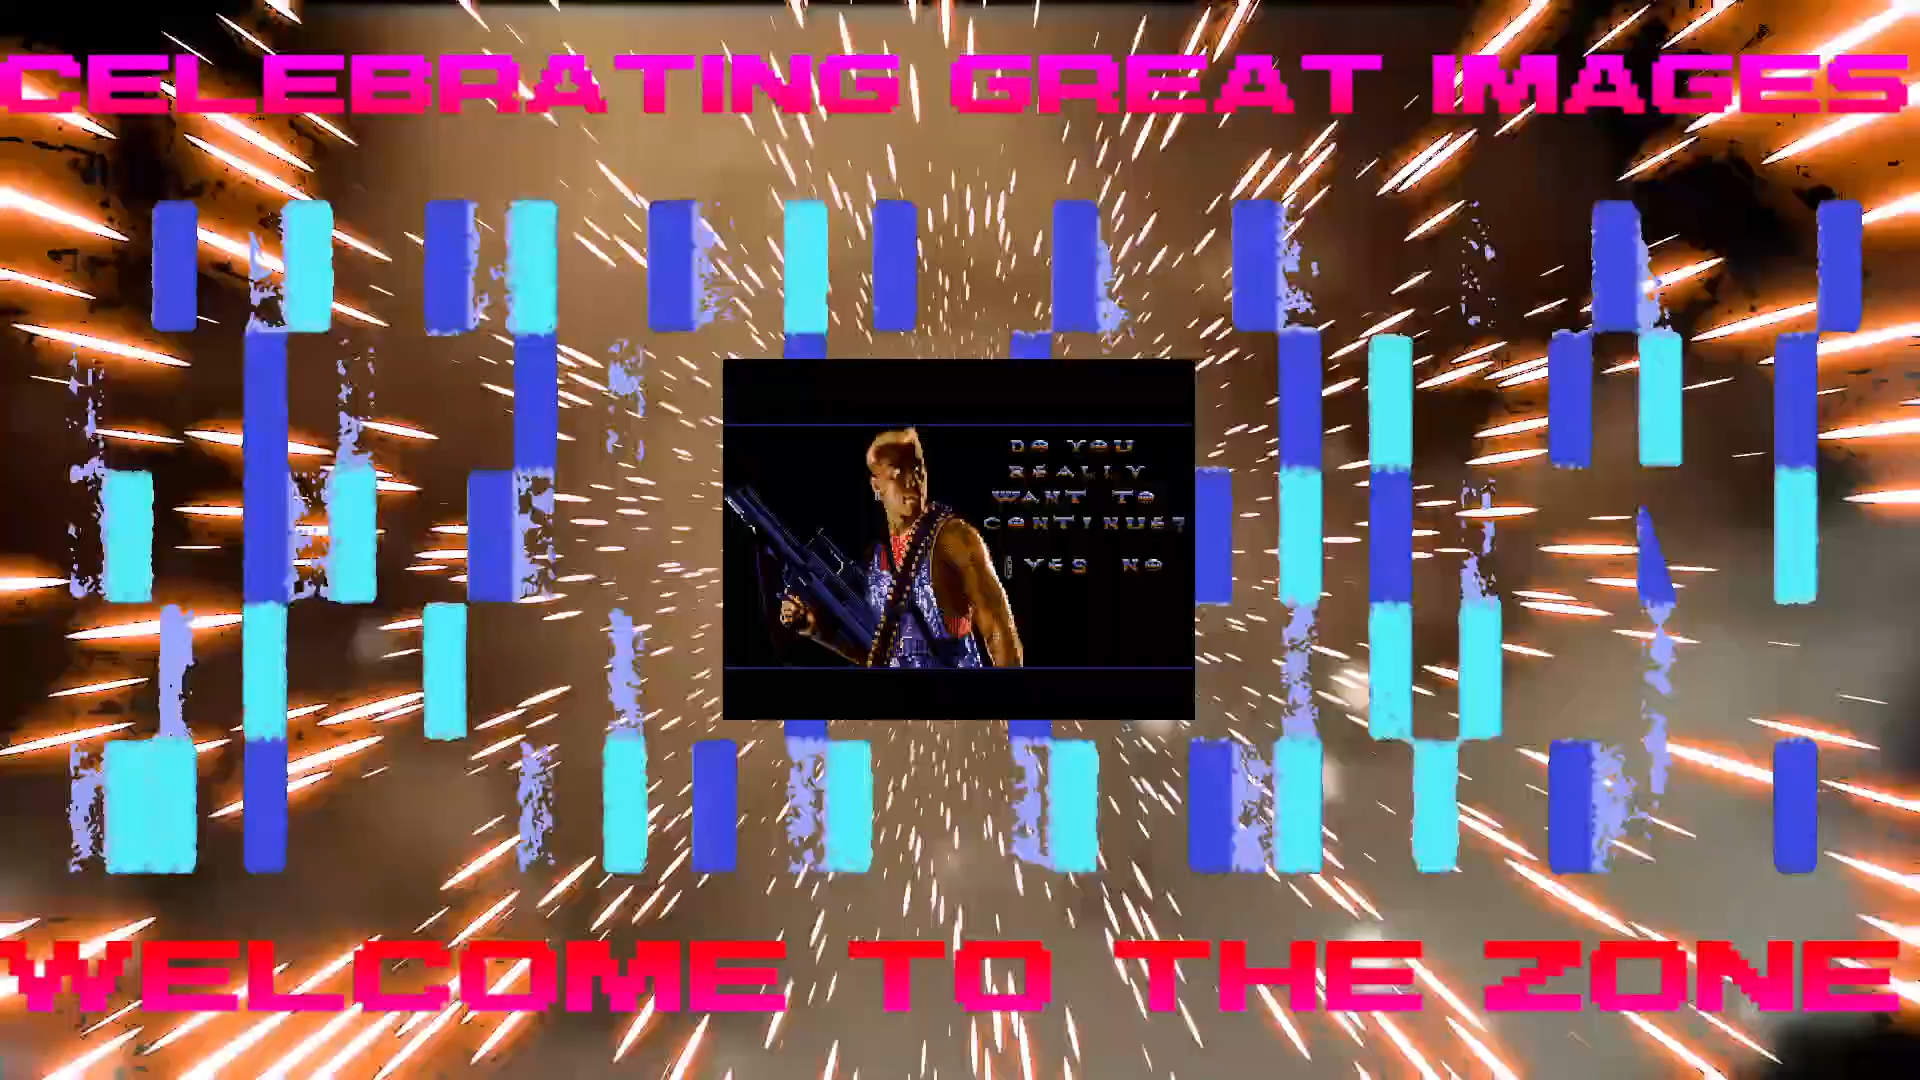 CELEBRATING GREAT IMAGES
DO YOU
REALLY
WANT TO
CONTINUE?
YES NO
WELCOME TO THE ZONE